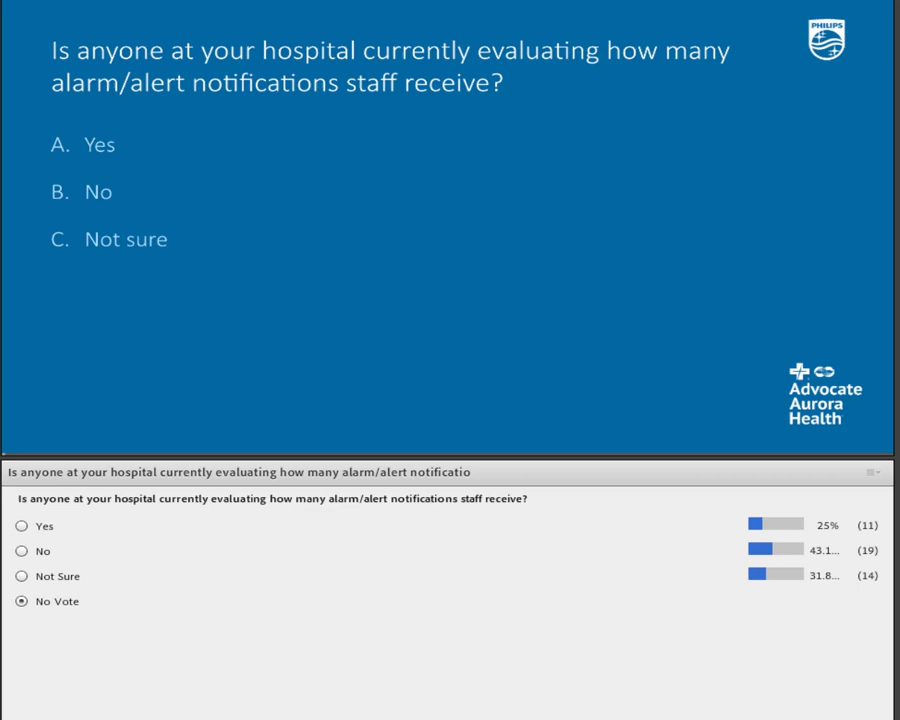 PHILIPS
Is anyone at your hospital currently evaluating how many
alarm/alert notifications staff receive?
A. Yes
B. No
C. Not sure
Advocate
Aurora
Health
Is anyone at your hospital currently evaluating how many alarm/alert notificatio
Is anyone at your hospital currently evaluating how many alarm/alert notifications staff receive?
Yes 25% (11)
No 43.1... (19)
Not Sure 31.8... (14)
No Vote